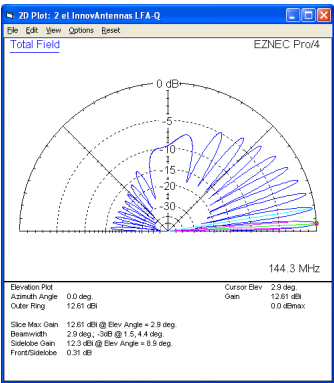 2D Plot: 2 el InnovAntennas LFA-Q
File Edit View Options Reset
Total Field
EZNEC Pro/4
0 dB
-5
-10
-15
-20
-30
144.3 MHz
Elevation Plot
Azimuth Angle 0.0 deg.
Outer Ring 12.61 dBi
Cursor Elev 2.9 deg.
Gain 12.61 dBi
0.0 dBmax
Slice Max Gain 12.61 dBi @ Elev Angle = 2.9 deg.
Beamwidth 2.9 deg.; -3dB @ 1.5, 4.4 deg.
Sidelobe Gain 12.3 dBi @ Elev Angle = 8.9 deg.
Front/Sidelobe 0.31 dB